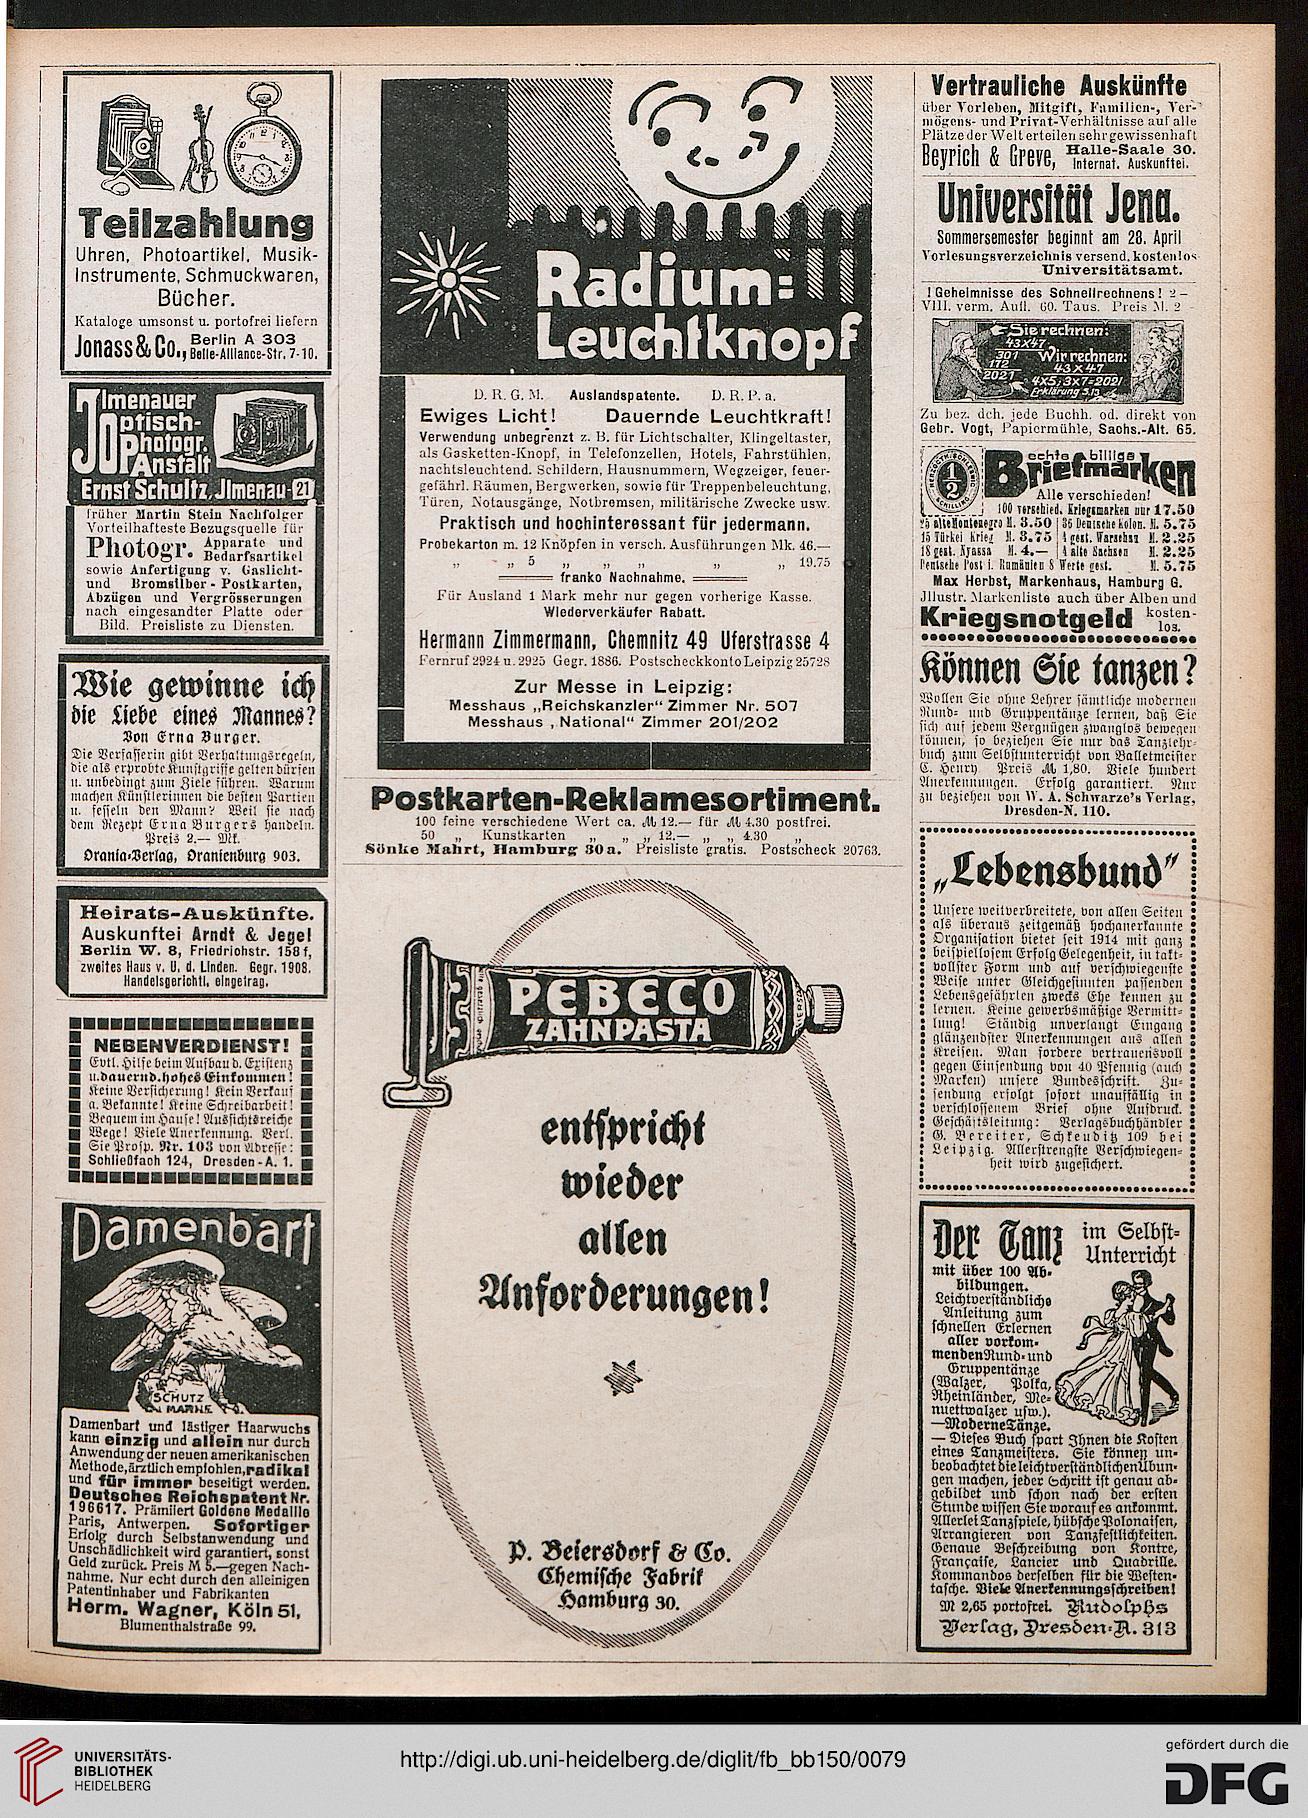 Teilzahlung
Uhren, Photoartikel, Musik-
Instrumente, Schmuckwaren,
Bücher.
Kataloge umsonst u. portofrei liefern
Jonass & Co., Berlin A 303
Belle-Alliance-Str. 7-10.
Jlmenauer
Optisch-
Photogr.
Anstalt
Ernst Schultz, Jlmenau 21
früher Martin Stein Nachfolger
Vorteilhafteste Bezugsquelle für
Photogr. Apparate und
Bedarfsartikel
sowie Anfertigung v. Gaslicht-
und Bromsilber-Postkarten,
Abzügen und Vergrösserungen
nach eingesandter Platte oder
Bild. Preisliste zu Diensten.
Wie gewinne ich
die Liebe eines Mannes?
Von Erna Burger.
Die Verfasserin gibt Verhaltungsregeln,
die als erprobte Kunstgriffe gelten dürfen
u. unbedingt zum Ziele führen. Warum
machen Künstlerinnen die besten Partien
u. fesseln den Mann? Weil sie nach
dem Rezept Erna Burgers handeln.
Preis 2.— Mk.
Orania-Verlag, Oranienburg 903.
Heirats-Auskünfte.
Auskunftei Arndt & Jegel
Berlin W. 8, Friedrichstr. 158 f,
zweites Haus v. U. d. Linden. Gegr. 1908.
Handelsgerichtl. eingetrag.
NEBENVERDIENST!
Evtl. Hilfe beim Aufbau d. Existenz
u. dauernd. hohes Einkommen!
Keine Versicherung! Kein Verkauf
a. Bekannte! Keine Schreibarbeit!
Bequem im Hause! Aussichtsreiche
Wege! Viele Anerkennung. Verl.
Sie Prosp. Nr. 103 von Adresse:
Schließfach 124, Dresden-A. 1.
Damenbart
SCHUTZ
MARKE
Damenbart und lästiger Haarwuchs
kann einzig und allein nur durch
Anwendung der neuen amerikanischen
Methode, ärztlich empfohlen, radikal
und für immer beseitigt werden.
Deutsches Reichspatent Nr.
196617. Prämiiert Goldene Medaille
Paris, Antwerpen. Sofortiger
Erfolg durch Selbstanwendung und
Unschädlichkeit wird garantiert, sonst
Geld zurück. Preis M 5.— gegen Nach-
nahme. Nur echt durch den alleinigen
Patentinhaber und Fabrikanten
Herm. Wagner, Köln 51,
Blumenthalstraße 99.
Radium-
Leuchtknopf
D. R. G. M. Auslandspatente. D. R. P. a.
Ewiges Licht! Dauernde Leuchtkraft!
Verwendung unbegrenzt z. B. für Lichtschalter, Klingeltaster,
als Gasketten-Knopf, in Telefonzellen, Hotels, Fahrstühlen,
nachtsleuchtend. Schildern, Hausnummern, Wegzeiger, feuer-
gefährl. Räumen, Bergwerken, sowie für Treppenbeleuchtung,
Türen, Notausgänge, Notbremsen, militärische Zwecke usw.
Praktisch und hochinteressant für jedermann.
Probekarton m. 12 Knöpfen in versch. Ausführungen Mk. 46.—
„ „ 5 „ „ „ „ „ 19.75
franko Nachnahme.
Für Ausland 1 Mark mehr nur gegen vorherige Kasse.
Wiederverkäufer Rabatt.
Hermann Zimmermann, Chemnitz 49 Uferstrasse 4
Fernruf 2924 u. 2925 Gegr. 1886. Postscheckkonto Leipzig 25728
Zur Messe in Leipzig:
Messhaus „Reichskanzler“ Zimmer Nr. 507
Messhaus „National“ Zimmer 201/202
Postkarten-Reklamesortiment.
100 feine verschiedene Wert ca. M 12.— für M 4.30 postfrei.
50 „ Kunstkarten „ „ „ 12.— „ „ 4.30 „
Sönke Mahrt, Hamburg 30 a. Preisliste gratis. Postscheck 20763.
PEBECO
ZAHNPASTA
entspricht
wieder
allen
Anforderungen!
P. Beiersdorf & Co.
Chemische Fabrik
Hamburg 30.
Vertrauliche Auskünfte
über Vorleben, Mitgift, Familien-, Ver-
mögens- und Privat-Verhältnisse auf alle
Plätze der Welt erteilen sehr gewissenhaft
Beyrich & Greve, Halle-Saale 30.
Internat. Auskunftei.
Universität Jena.
Sommersemester beginnt am 28. April
Vorlesungsverzeichnis versend. kostenlos
Universitätsamt.
! Geheimnisse des Schnellrechnens! 2 –
VIII. verm. Aufl. 60. Taus. Preis M. 2
Sie rechnen:
43x47
301
172
2021
Wir rechnen:
43x47
4x5; 3x7=2021
Erklärung S.13
Zu bez. dch. jede Buchh. od. direkt von
Gebr. Vogt, Papiermühle, Sachs.-Alt. 65.
echte billige
Briefmarken
Alle verschieden!
100 verschied. Kriegsmarken nur 17.50
25 alte Montenegro M. 3.50 36 Deutsche Kolon. M. 5.75
15 Türkei Krieg M. 3.75 4 gest. Warschau M. 2.25
18 gest. Nyassa M. 4.— 4 alte Sachsen M. 2.25
Deutsche Post i. Rumänien 8 Werte gest. M. 5.75
Max Herbst, Markenhaus, Hamburg G.
Jllustr. Markenliste auch über Alben und
Kriegsnotgeld kosten-
los.
Können Sie tanzen?
Wollen Sie ohne Lehrer sämtliche modernen
Rund- und Gruppentänze lernen, daß Sie
sich auf jedem Vergnügen zwanglos bewegen
können, so beziehen Sie nur das Tanzlehr-
buch zum Selbstunterricht von Balletmeister
E. Henry Preis M 1,80. Viele hundert
Anerkennungen. Erfolg garantiert. Nur
zu beziehen von W. A. Schwarze's Verlag,
Dresden-N. 110.
„Lebensbund“
Unsere weitverbreitete, von allen Seiten
als überaus zeitgemäß hochanerkannte
Organisation bietet seit 1914 mit ganz
beispiellosem Erfolg Gelegenheit, in takt-
vollster Form und auf verschwiegenste
Weise unter Gleichgesinnten passenden
Lebensgefährten zwecks Ehe kennen zu
lernen. Keine gewerbsmäßige Vermitt-
lung! Ständig unverlangt Eingang
glänzendster Anerkennungen aus allen
Kreisen. Man fordere vertrauensvoll
gegen Einsendung von 40 Pfennig (auch
Marken) unsere Bundesschrift. Zu-
sendung erfolgt sofort unauffällig in
verschlossenem Brief ohne Aufdruck.
Geschäftsleitung: Verlagsbuchhändler
G. Bereiter, Schkeuditz 109 bei
Leipzig. Allerstrengste Verschwiegen-
heit wird zugesichert.
Der Tanz im Selbst-
Unterricht
mit über 100 Ab-
bildungen.
Leichtverständliche
Anleitung zum
schnellen Erlernen
aller vorkom-
menden Rund- und
Gruppentänze
(Walzer, Polka,
Rheinländer, Me-
nuettwalzer usw.).
—Moderne Tänze.
— Dieses Buch spart Ihnen die Kosten
eines Tanzmeisters. Sie können un-
beobachtet die leichtverständlichen Übun-
gen machen, jeder Schritt ist genau ab-
gebildet und schon nach der ersten
Stunde wissen Sie worauf es ankommt.
Allerlei Tanzspiele, hübsche Polonaisen,
Arrangieren von Tanzfestlichkeiten.
Genaue Beschreibung von Kontre,
Française, Lancier und Quadrille.
Kommandos derselben für die Westen-
tasche. Viele Anerkennungsschreiben!
M 2,65 portofrei. Rudolphs
Verlag, Dresden-N. 313
UNIVERSITÄTS-
BIBLIOTHEK
HEIDELBERG
http://digi.ub.uni-heidelberg.de/diglit/fb_bb150/0079
gefördert durch die
DFG